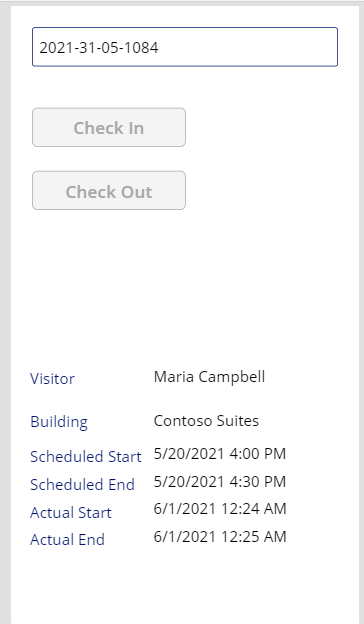 2021-31-05-1084
Check In
Check Out
Visitor Maria Campbell
Building Contoso Suites
Scheduled Start 5/20/2021 4:00 PM
Scheduled End 5/20/2021 4:30 PM
Actual Start 6/1/2021 12:24 AM
Actual End 6/1/2021 12:25 AM